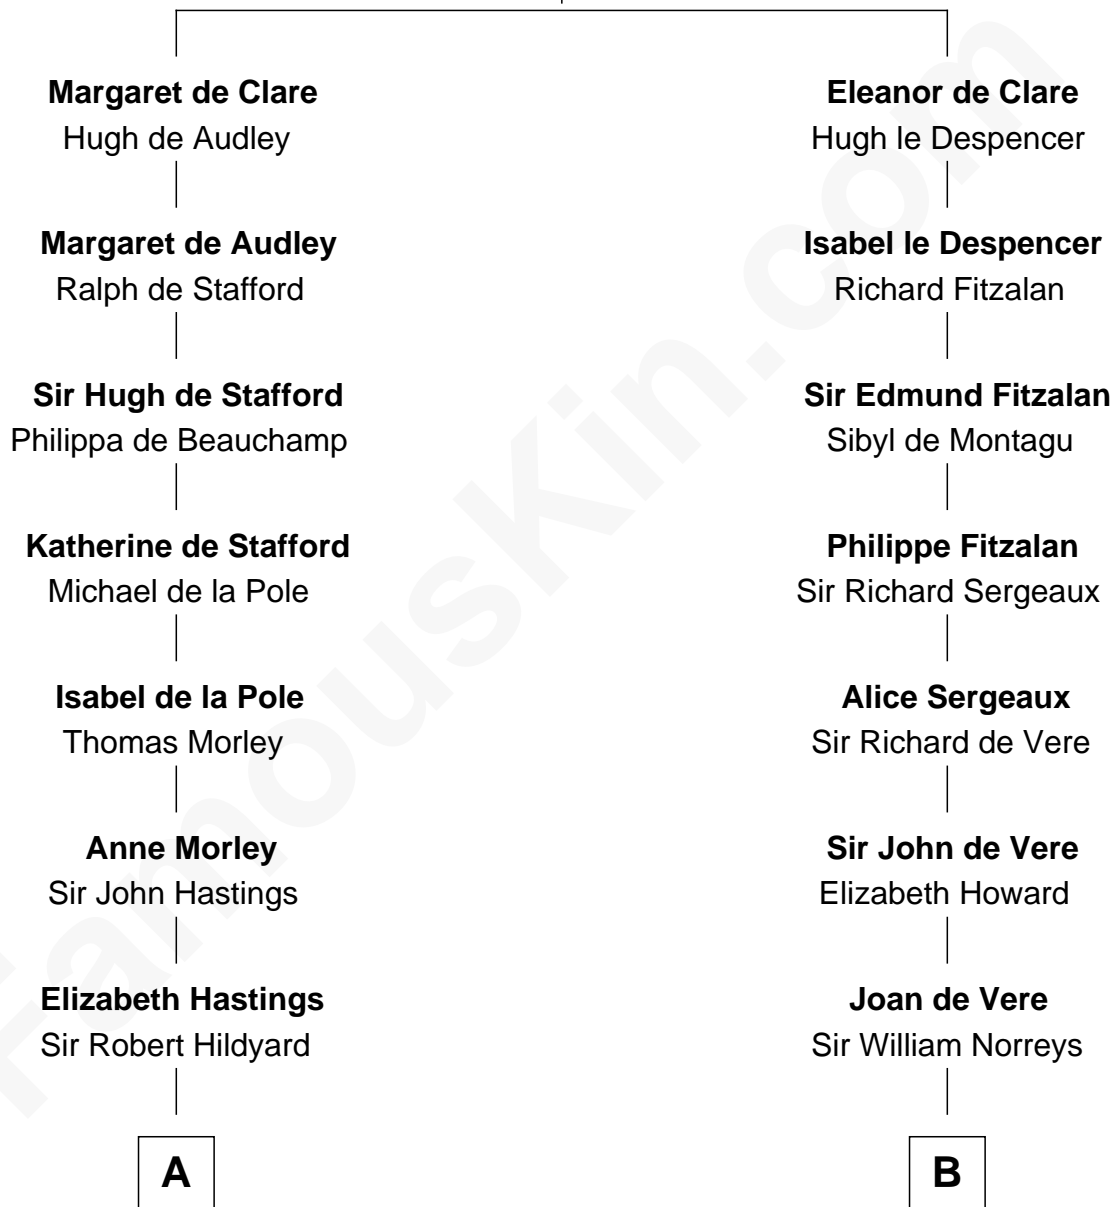 Margaret de Clare
Hugh de Audley
Margaret de Audley
Ralph de Stafford
Sir Hugh de Stafford
Philippa de Beauchamp
Katherine de Stafford
Michael de la Pole
Isabel de la Pole
Thomas Morley
Anne Morley
Sir John Hastings
Elizabeth Hastings
Sir Robert Hildyard
A
Eleanor de Clare
Hugh le Despencer
Isabel le Despencer
Richard Fitzalan
Sir Edmund Fitzalan
Sibyl de Montagu
Philippe Fitzalan
Sir Richard Sergeaux
Alice Sergeaux
Sir Richard de Vere
Sir John de Vere
Elizabeth Howard
Joan de Vere
Sir William Norreys
B
FamousKin.com